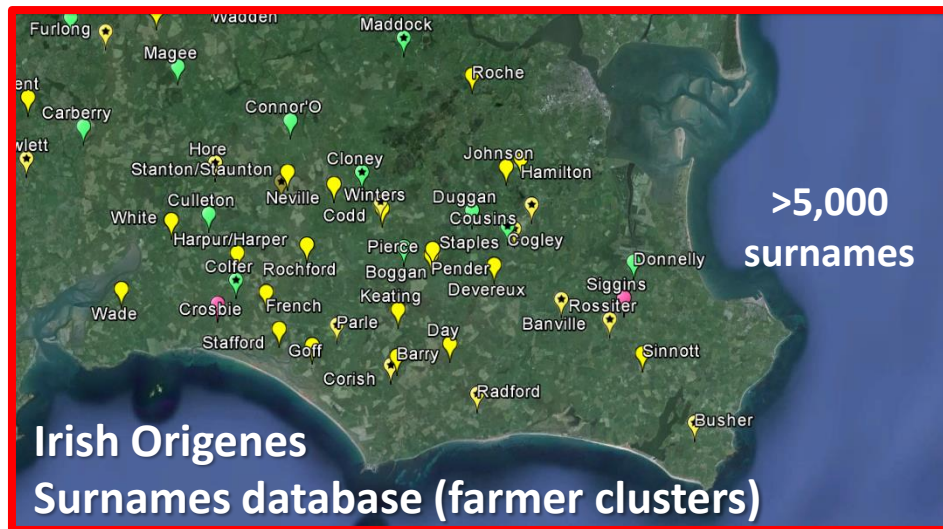 Wadden
Furlong
Maddock
Magee
Roche
ent
Carberry
Connor'O
wlett
Hore
Johnson
Stanton/Staunton
Cloney
Hamilton
Neville
Winters
Duggan
Culleton
Codd
Cousins
White
Harpur/Harper
Pierce
Staples
Cogley
Colfer
Rochford
Boggan
Pender
Donnelly
Keating
Devereux
Siggins
Wade
Crosbie
French
Rossiter
Parle
Day
Banville
Stafford
Goff
Barry
Sinnott
Corish
Radford
Busher
>5,000
surnames
Irish Origenes
Surnames database (farmer clusters)